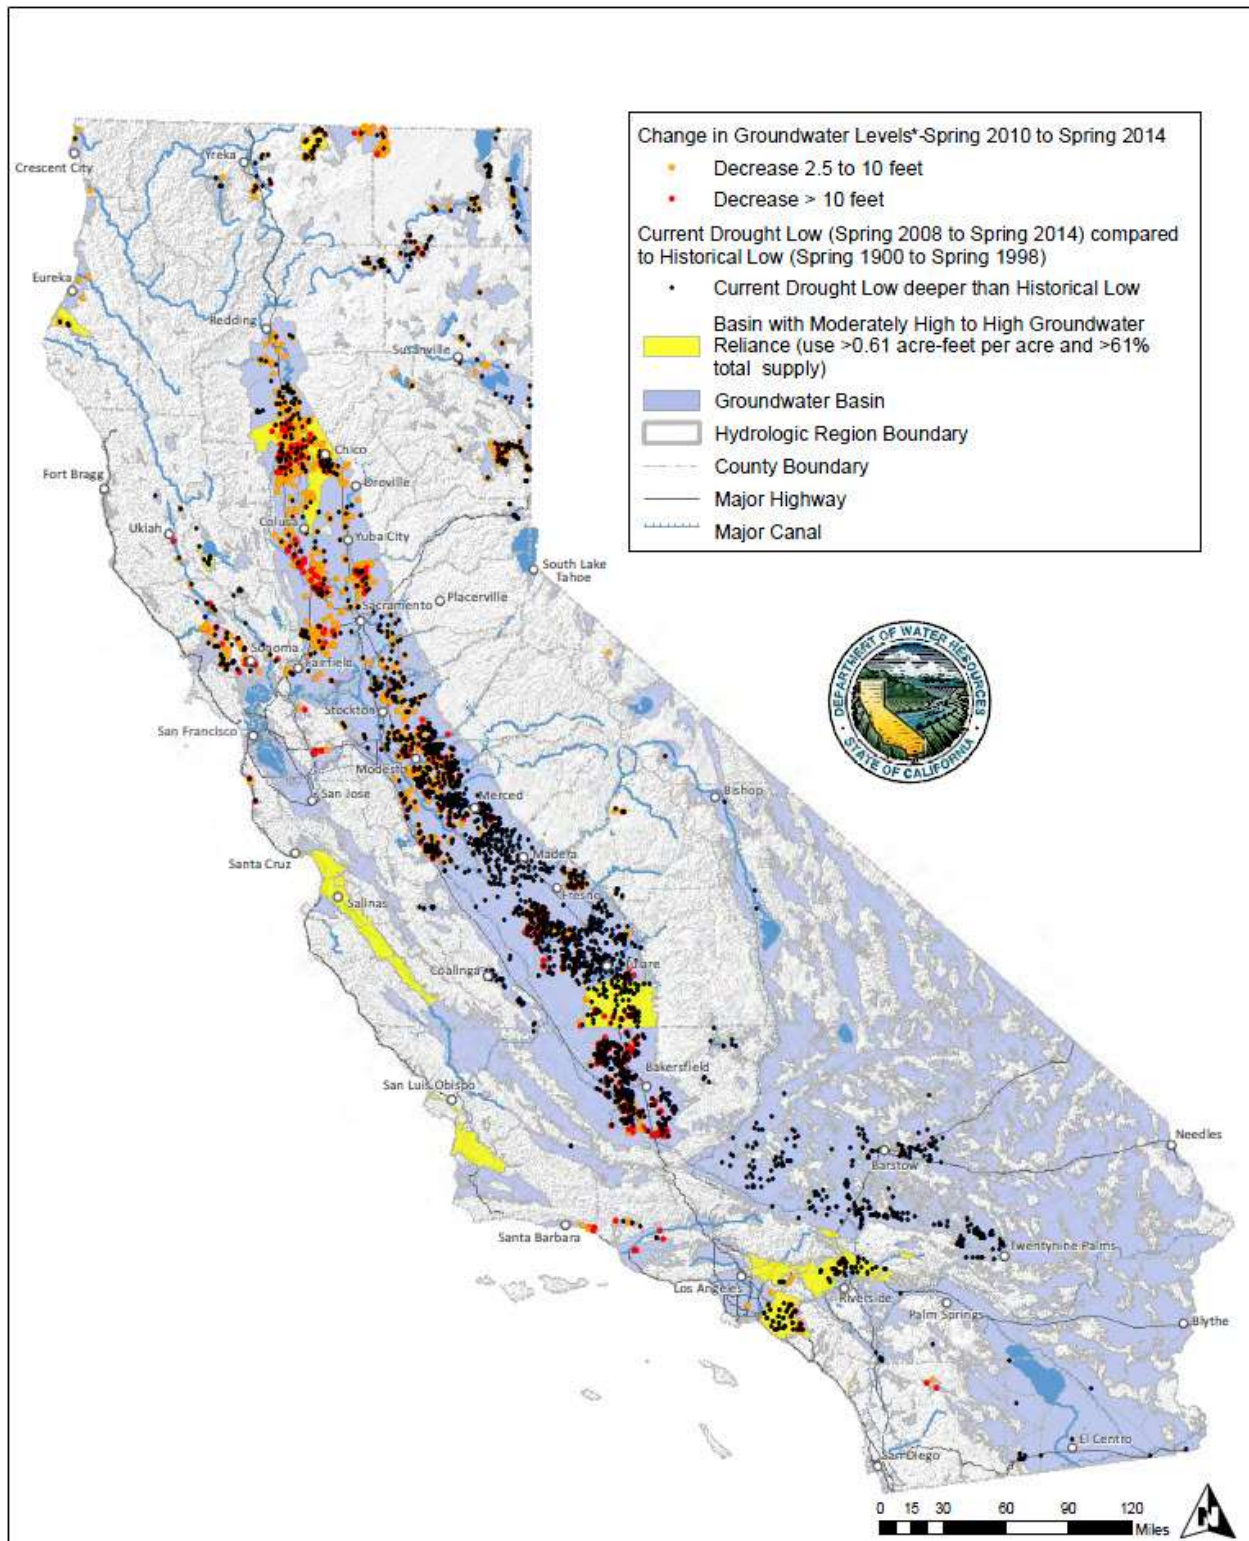 Change in Groundwater Levels*-Spring 2010 to Spring 2014
Decrease 2.5 to 10 feet
Decrease > 10 feet
Current Drought Low (Spring 2008 to Spring 2014) compared
to Historical Low (Spring 1900 to Spring 1998)
Current Drought Low deeper than Historical Low
Basin with Moderately High to High Groundwater
Reliance (use >0.61 acre-feet per acre and >61%
total supply)
Groundwater Basin
Hydrologic Region Boundary
County Boundary
Major Highway
Major Canal
Crescent City
Yreka
Eureka
Redding
Susanville
Fort Bragg
Chico
Oroville
Ukiah
Colusa
Yuba City
South Lake
Tahoe
Placerville
Sacramento
Sonoma
Fairfield
Stockton
San Francisco
Modesto
San Jose
Merced
Bishop
Santa Cruz
Madera
Fresno
Salinas
Coalinga
Tulare
Bakersfield
San Luis Obispo
Needles
Barstow
Santa Barbara
Twentynine Palms
Los Angeles
Riverside
Palm Springs
Blythe
El Centro
San Diego
DEPARTMENT OF WATER RESOURCES
STATE OF CALIFORNIA
0 15 30 60 90 120
Miles
N